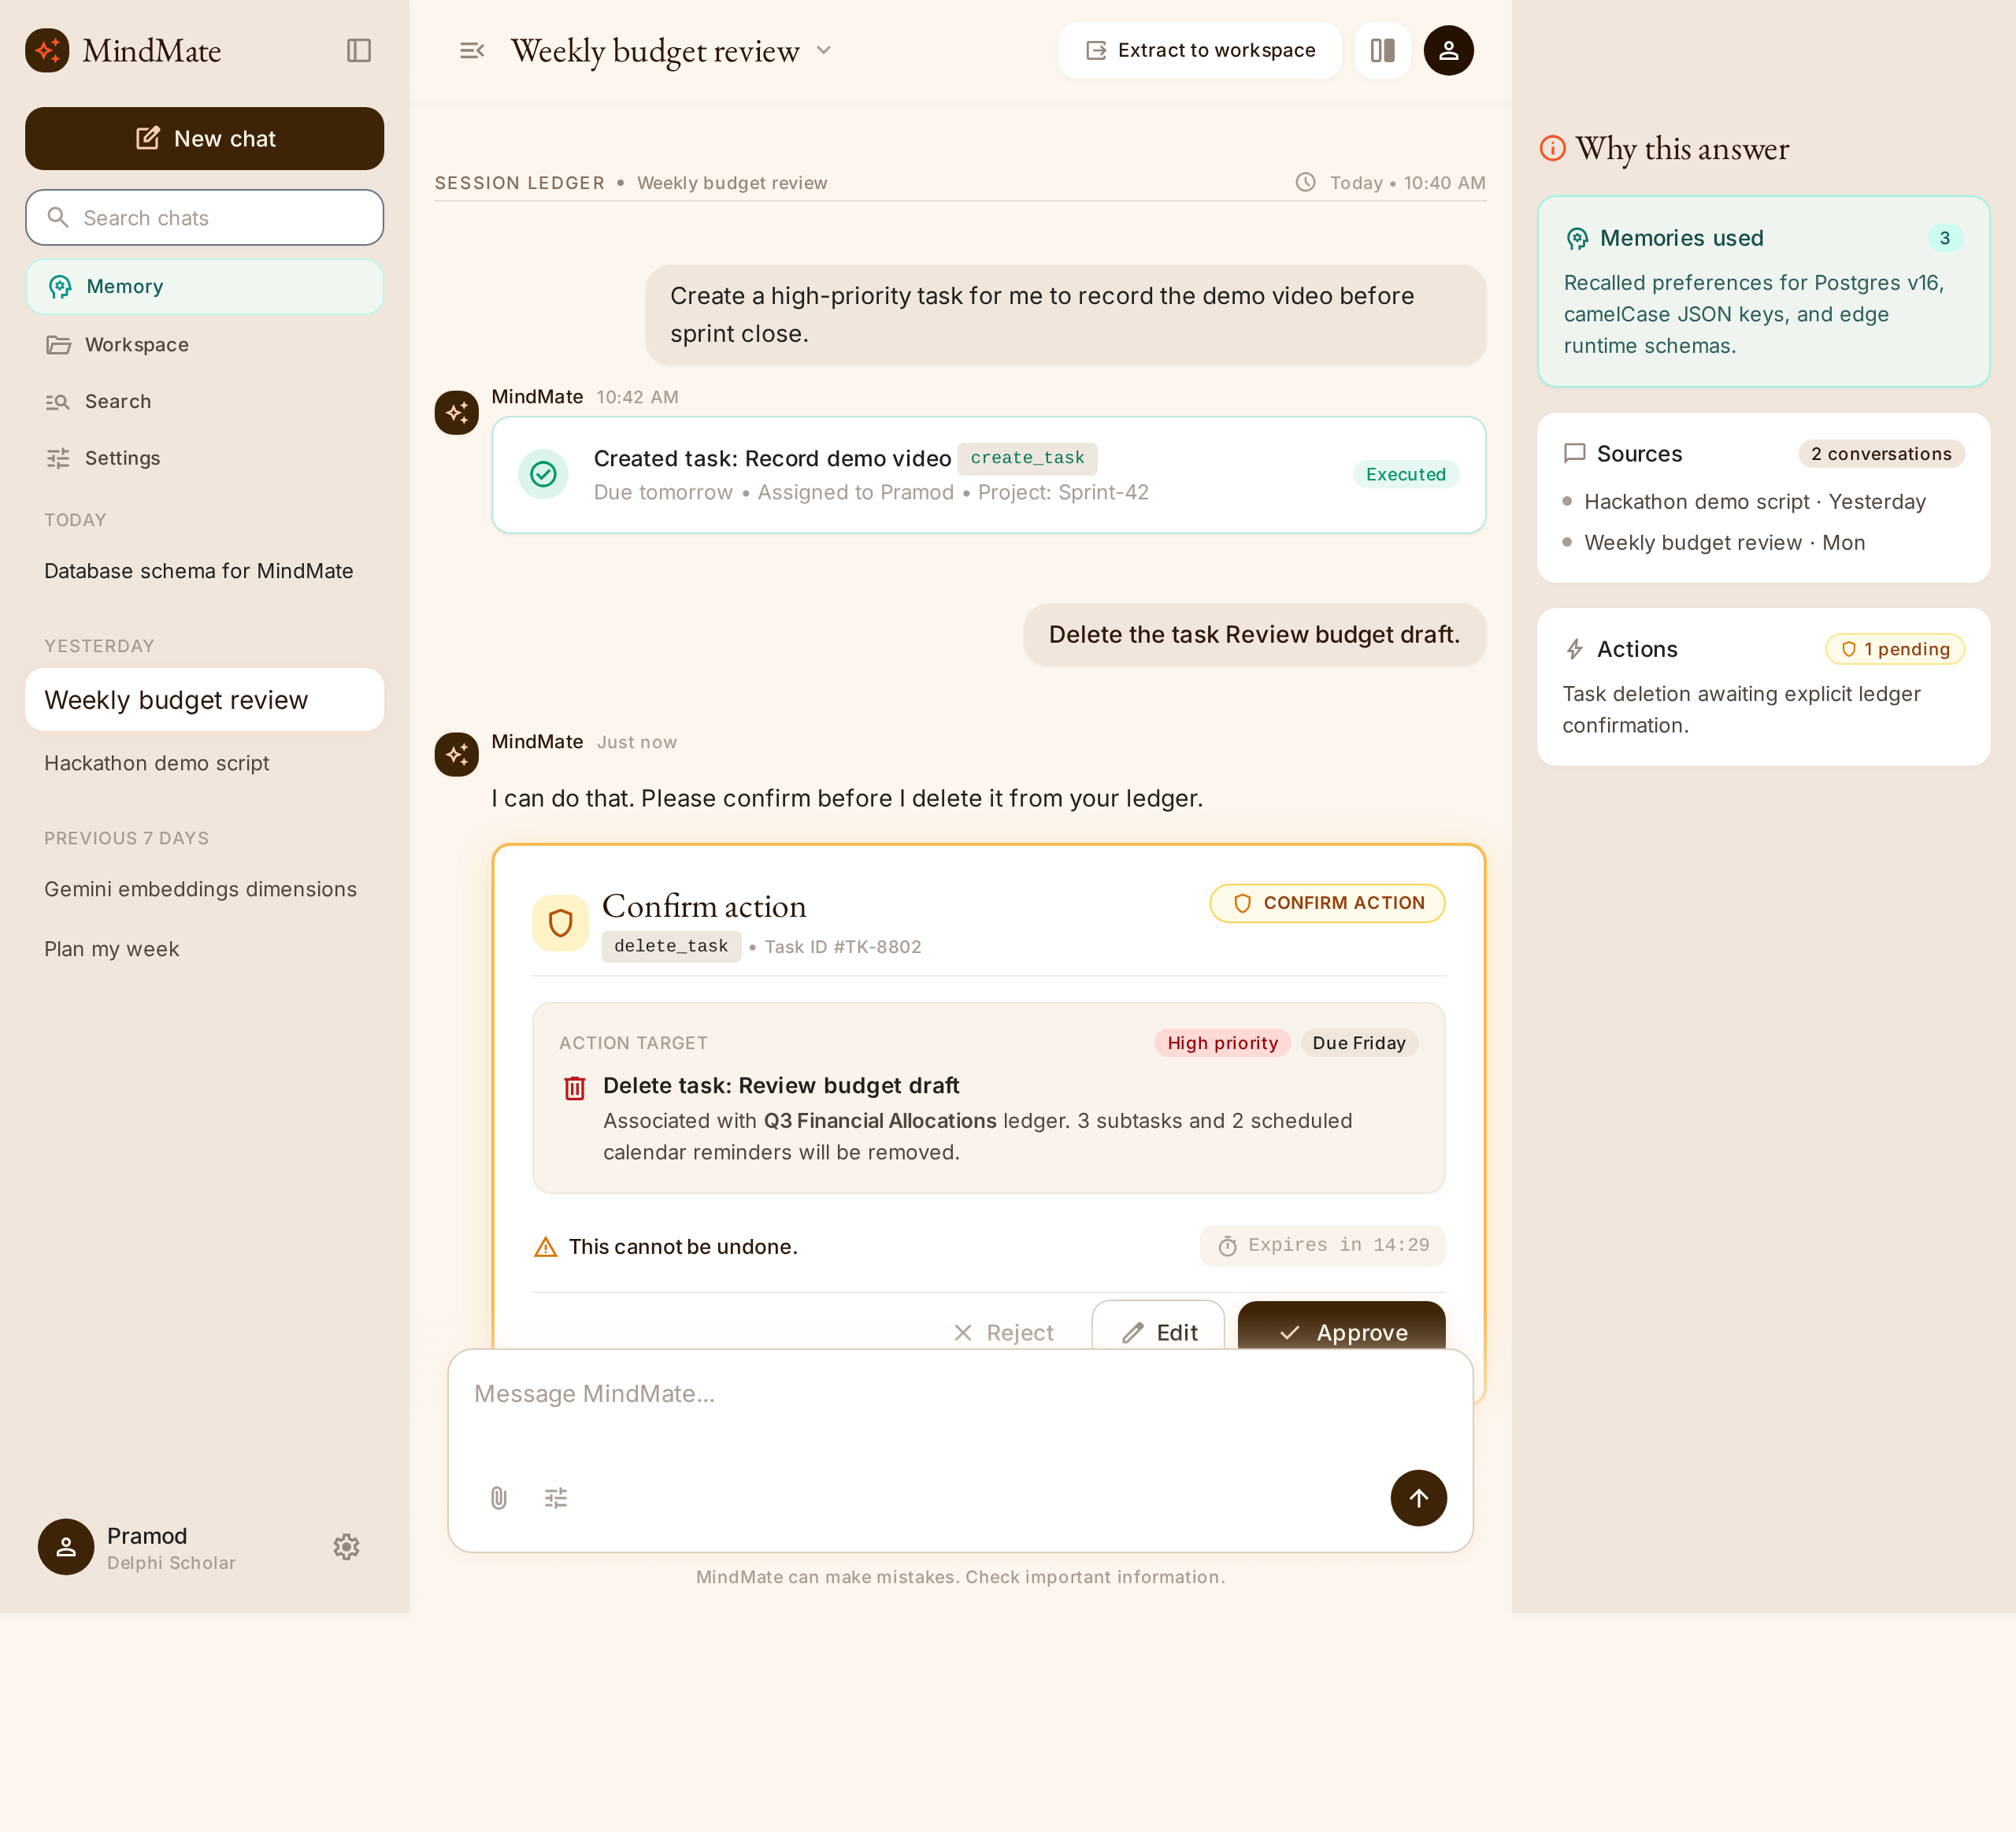 MindMate
New chat
Search chats
Memory
Workspace
Search
Settings
TODAY
Database schema for MindMate
YESTERDAY
Weekly budget review
Hackathon demo script
PREVIOUS 7 DAYS
Gemini embeddings dimensions
Plan my week
Pramod
Delphi Scholar
Weekly budget review
Extract to workspace
SESSION LEDGER • Weekly budget review
Today • 10:40 AM
Create a high-priority task for me to record the demo video before
sprint close.
MindMate 10:42 AM
Created task: Record demo video create_task
Due tomorrow • Assigned to Pramod • Project: Sprint-42
Executed
Delete the task Review budget draft.
MindMate Just now
I can do that. Please confirm before I delete it from your ledger.
Confirm action
CONFIRM ACTION
delete_task • Task ID #TK-8802
ACTION TARGET
High priority
Due Friday
Delete task: Review budget draft
Associated with Q3 Financial Allocations ledger. 3 subtasks and 2 scheduled
calendar reminders will be removed.
This cannot be undone.
Expires in 14:29
Reject
Edit
Approve
Message MindMate...
MindMate can make mistakes. Check important information.
Why this answer
Memories used
3
Recalled preferences for Postgres v16,
camelCase JSON keys, and edge
runtime schemas.
Sources
2 conversations
Hackathon demo script · Yesterday
Weekly budget review · Mon
Actions
1 pending
Task deletion awaiting explicit ledger
confirmation.